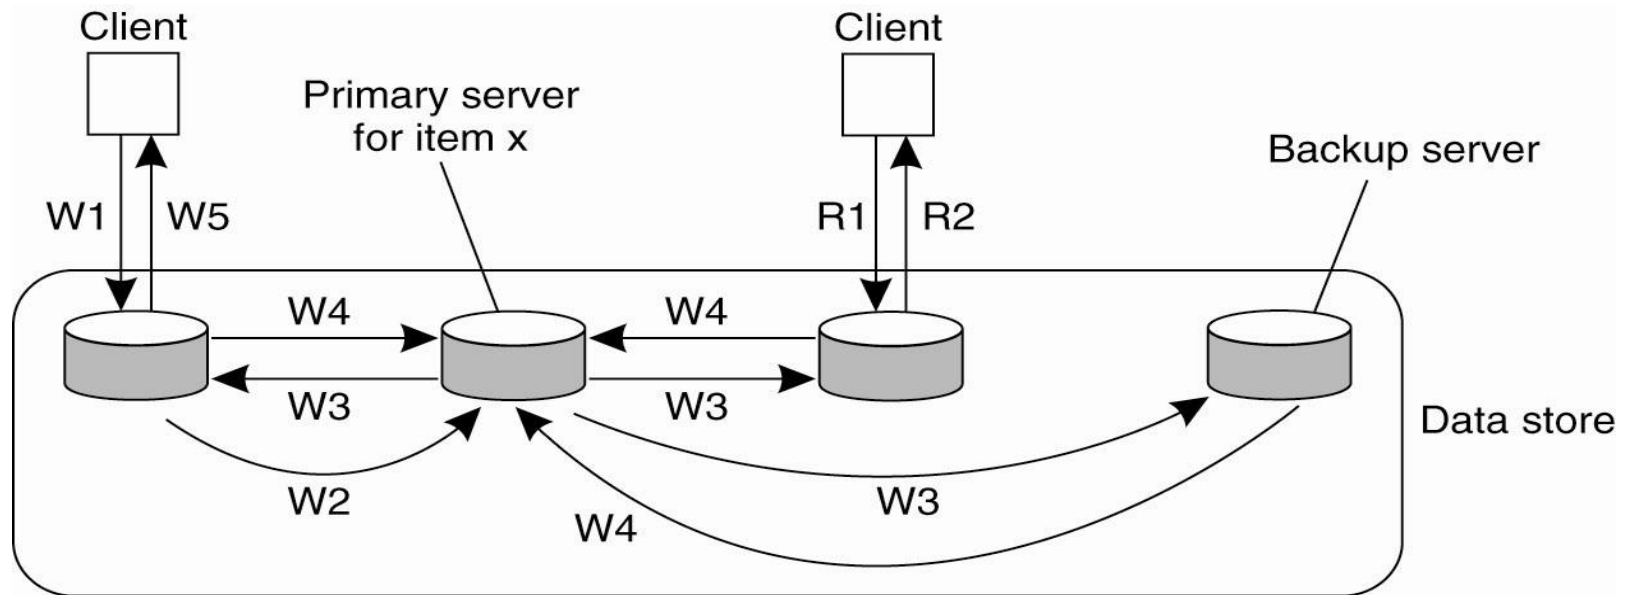 Client
Client
Primary server
for item x
Backup server
W1
W5
R1
R2
W4
W4
W3
W3
Data store
W2
W3
W4